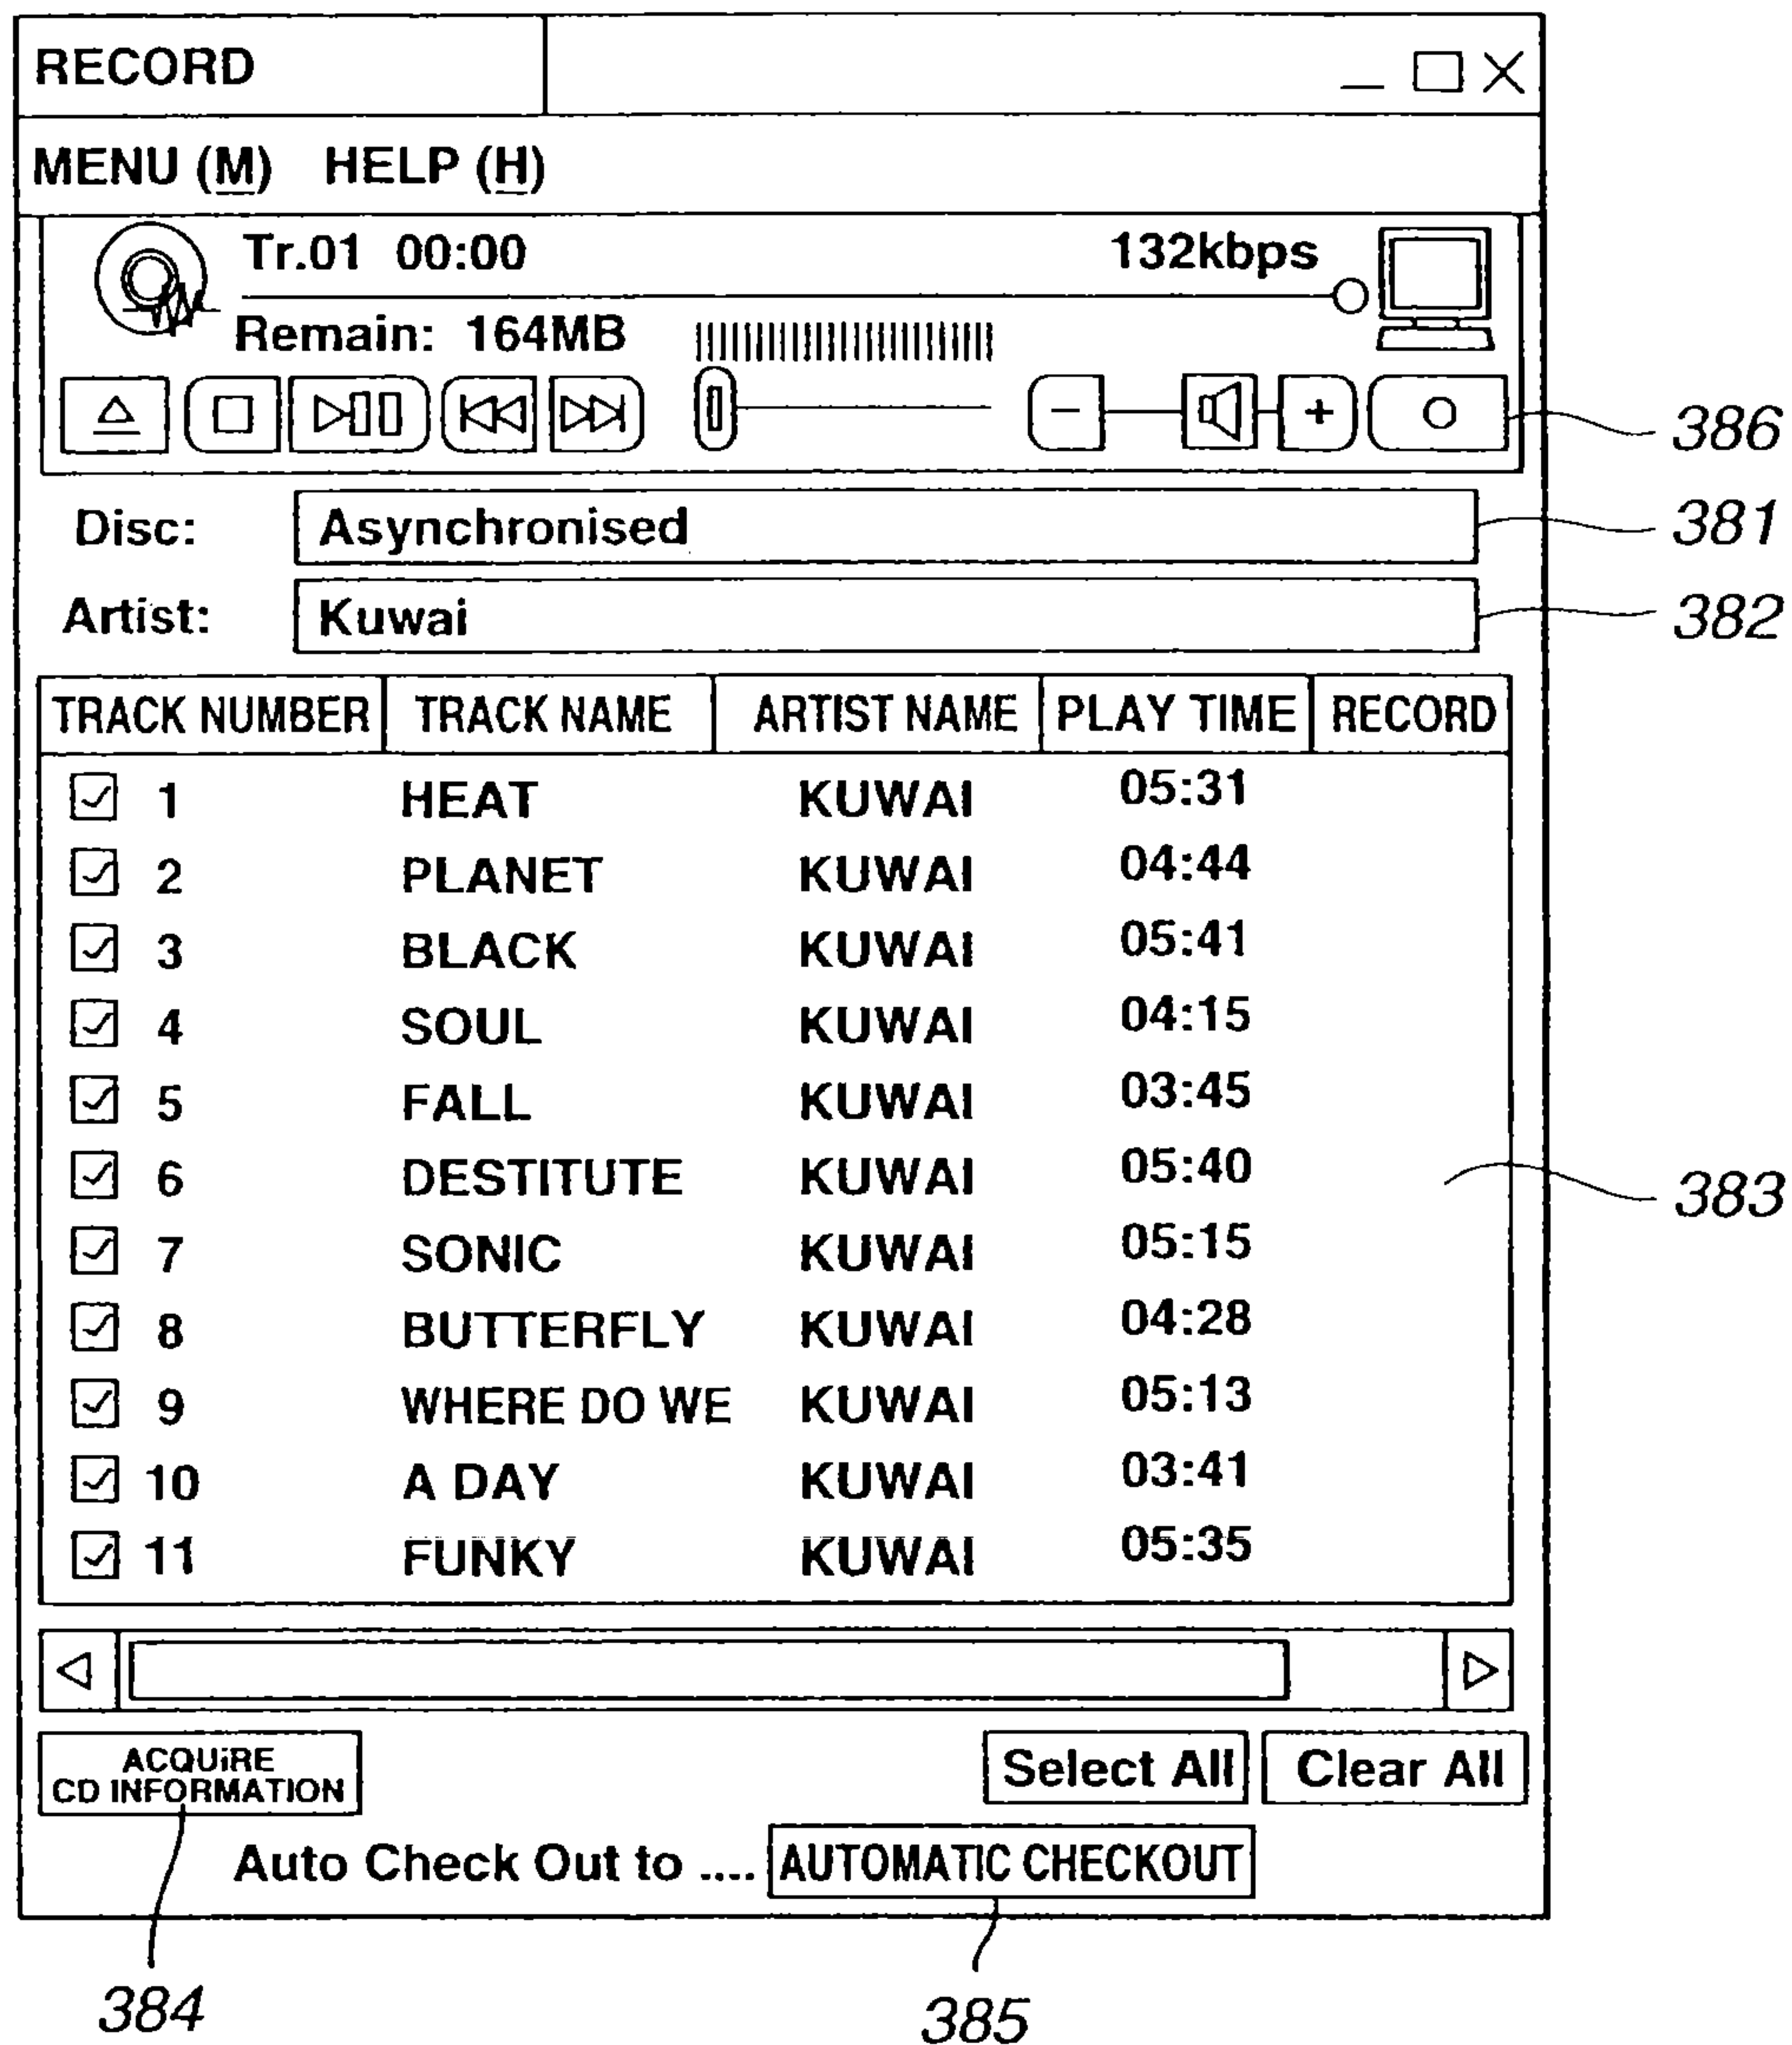 RECORD
MENU (M) HELP (H)
Tr.01 00:00 132kbps
Remain: 164MB
- +
386
Disc: Asynchronised
381
Artist: Kuwai
382
TRACK NUMBER TRACK NAME ARTIST NAME PLAY TIME RECORD
1 HEAT KUWAI 05:31
2 PLANET KUWAI 04:44
3 BLACK KUWAI 05:41
4 SOUL KUWAI 04:15
5 FALL KUWAI 03:45
6 DESTITUTE KUWAI 05:40
383
7 SONIC KUWAI 05:15
8 BUTTERFLY KUWAI 04:28
9 WHERE DO WE KUWAI 05:13
10 A DAY KUWAI 03:41
11 FUNKY KUWAI 05:35
ACQUiRE
CD INFORMATION
Select All Clear All
Auto Check Out to .... AUTOMATIC CHECKOUT
384
385